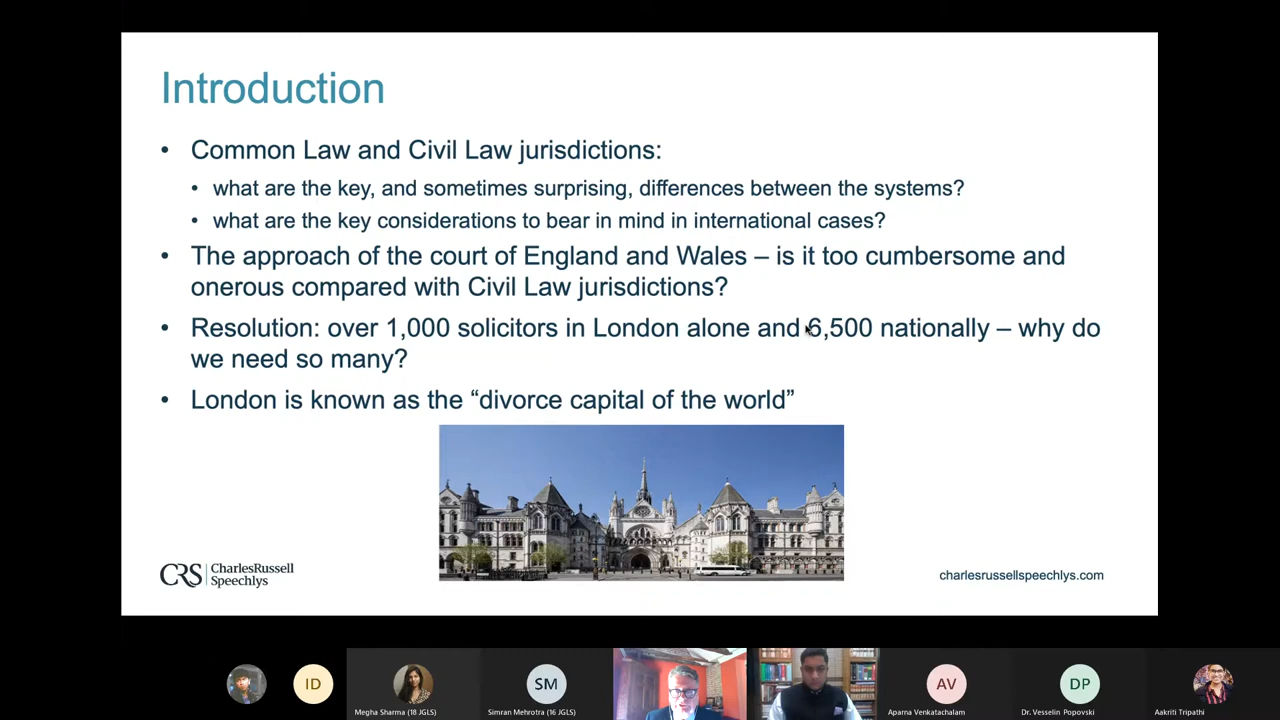 Introduction
• Common Law and Civil Law jurisdictions:
• what are the key, and sometimes surprising, differences between the systems?
• what are the key considerations to bear in mind in international cases?
• The approach of the court of England and Wales – is it too cumbersome and
onerous compared with Civil Law jurisdictions?
• Resolution: over 1,000 solicitors in London alone and 6,500 nationally – why do
we need so many?
• London is known as the “divorce capital of the world”
CRS CharlesRussell
Speechlys
charlesrussellspeechlys.com
ID
SM
AV
DP
Megha Sharma (18 JGLS)
Simran Mehrotra (16 JGLS)
Aparna Venkatachalam
Dr. Vesselin Popovski
Aakriti Tripathi